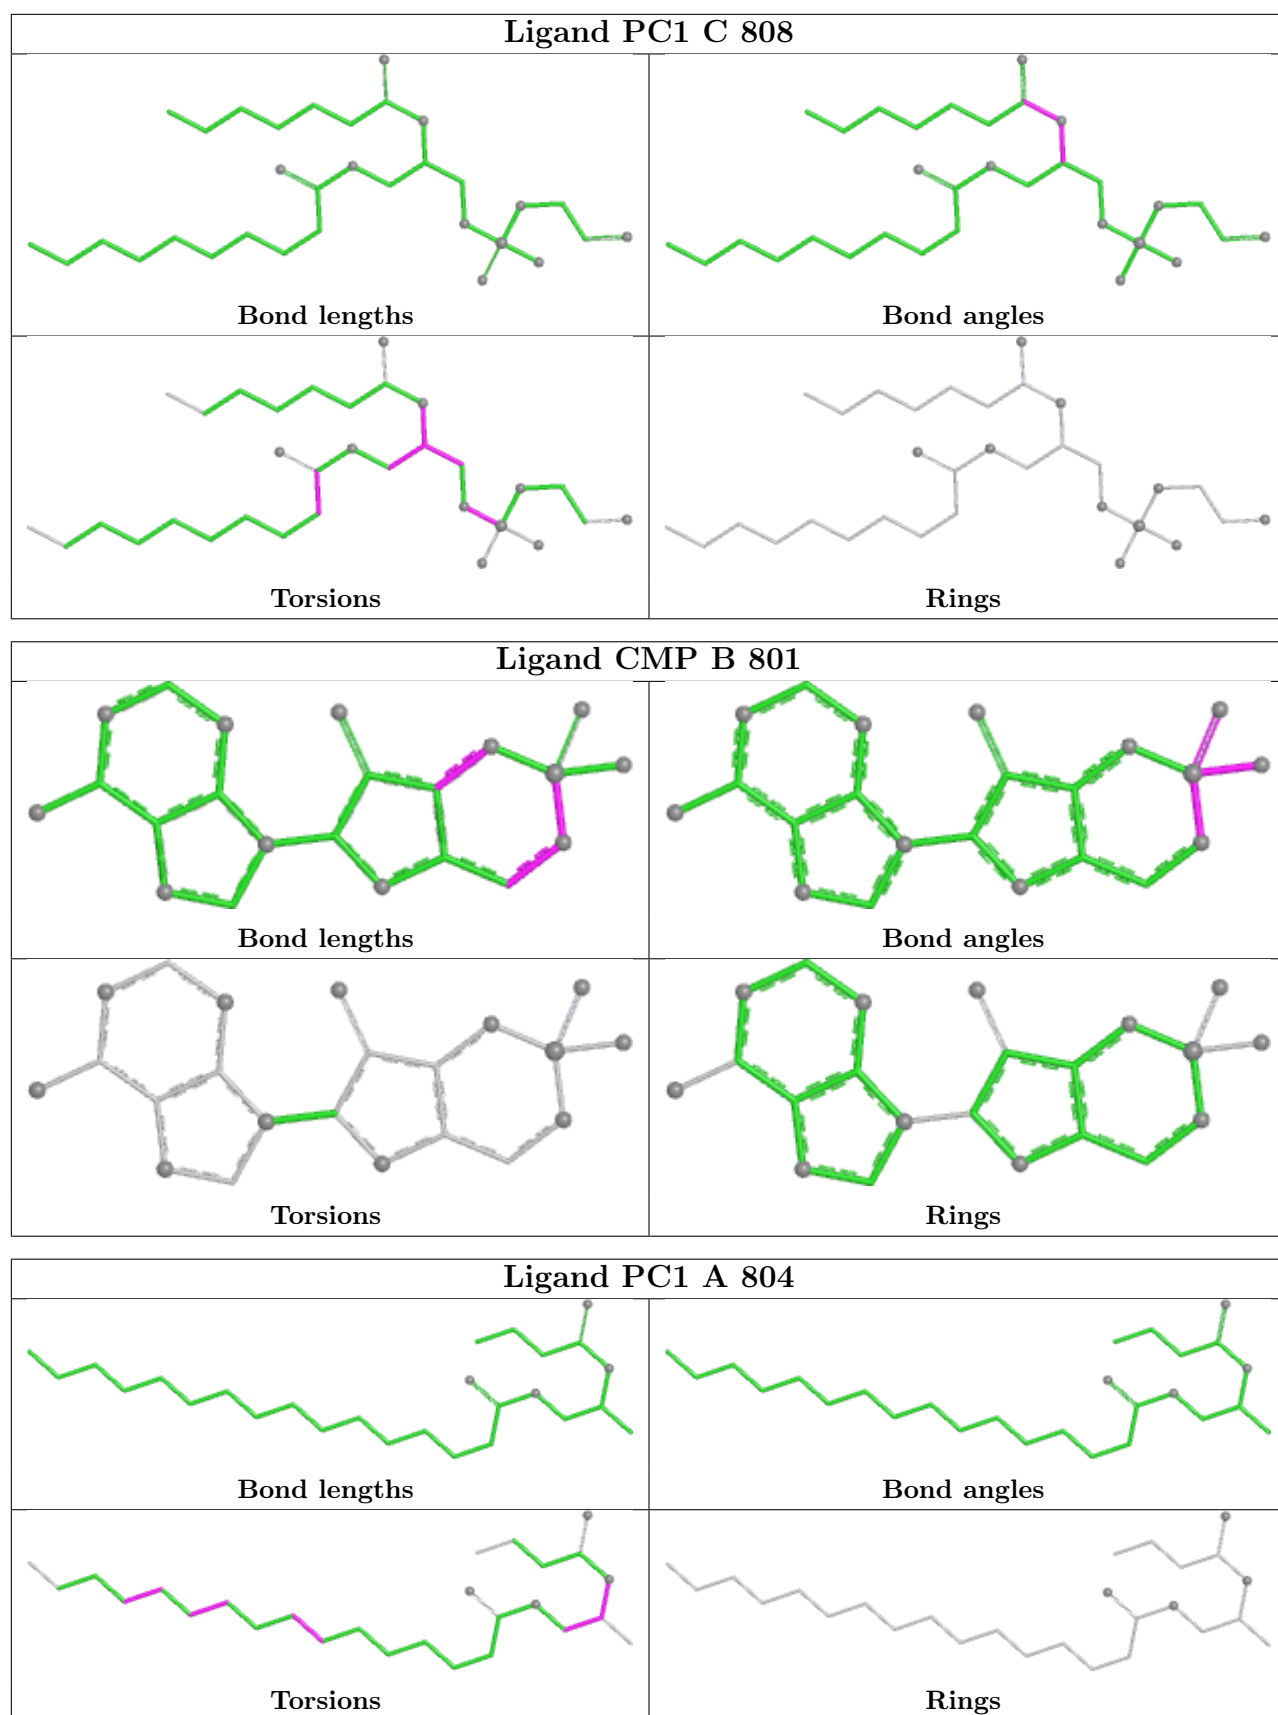 Ligand PC1 C 808
Bond lengths
Bond angles
Torsions
Rings
Ligand CMP B 801
Bond lengths
Bond angles
Torsions
Rings
Ligand PC1 A 804
Bond lengths
Bond angles
Torsions
Rings